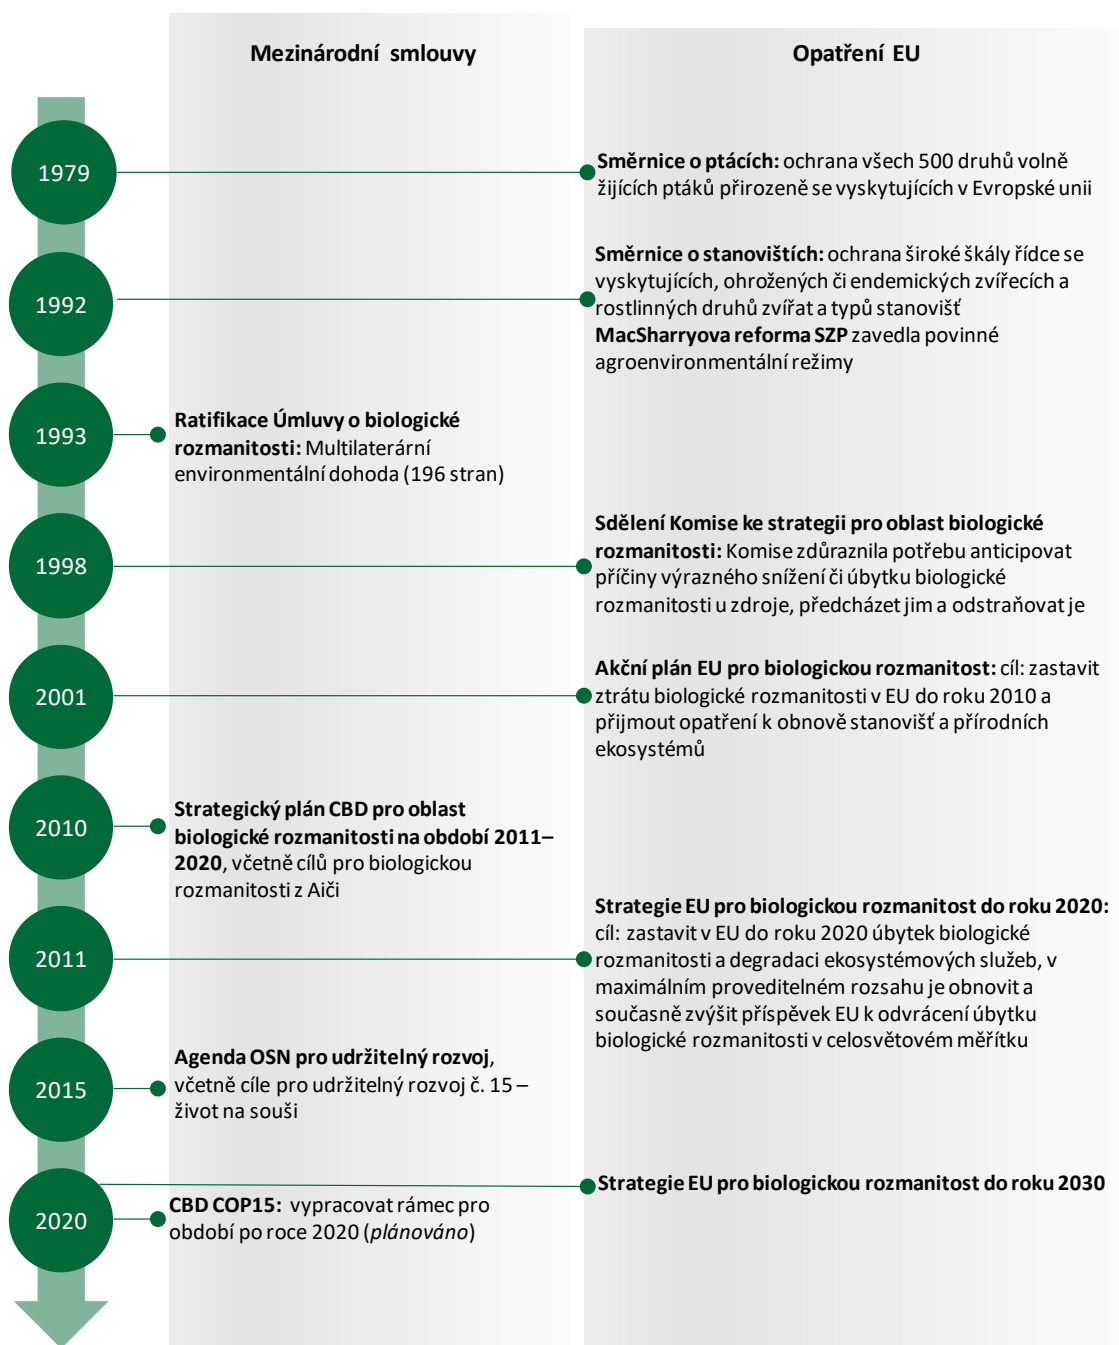 Mezinárodní smlouvy
Opatření EU
1979
Směrnice o ptácích: ochrana všech 500 druhů volně
žijících ptáků přirozeně se vyskytujících v Evropské unii
1992
Směrnice o stanovištích: ochrana široké škály řídce se
vyskytujících, ohrožených či endemických zvířecích a
rostlinných druhů zvířat a typů stanovišť
MacSharryova reforma SZP zavedla povinné
agroenvironmentální režimy
1993
Ratifikace Úmluvy o biologické
rozmanitosti: Multilaterární
environmentální dohoda (196 stran)
1998
Sdělení Komise ke strategii pro oblast biologické
rozmanitosti: Komise zdůraznila potřebu anticipovat
příčiny výrazného snížení či úbytku biologické
rozmanitosti u zdroje, předcházet jim a odstraňovat je
2001
Akční plán EU pro biologickou rozmanitost: cíl: zastavit
ztrátu biologické rozmanitosti v EU do roku 2010 a
přijmout opatření k obnově stanovišť a přírodních
ekosystémů
2010
Strategický plán CBD pro oblast
biologické rozmanitosti na období 2011–
2020, včetně cílů pro biologickou
rozmanitosti z Aiči
2011
Strategie EU pro biologickou rozmanitost do roku 2020:
cíl: zastavit v EU do roku 2020 úbytek biologické
rozmanitosti a degradaci ekosystémových služeb, v
maximálním proveditelném rozsahu je obnovit a
současně zvýšit příspěvek EU k odvrácení úbytku
biologické rozmanitosti v celosvětovém měřítku
2015
Agenda OSN pro udržitelný rozvoj,
včetně cíle pro udržitelný rozvoj č. 15 –
život na souši
2020
Strategie EU pro biologickou rozmanitost do roku 2030
CBD COP15: vypracovat rámec pro
období po roce 2020 (plánováno)